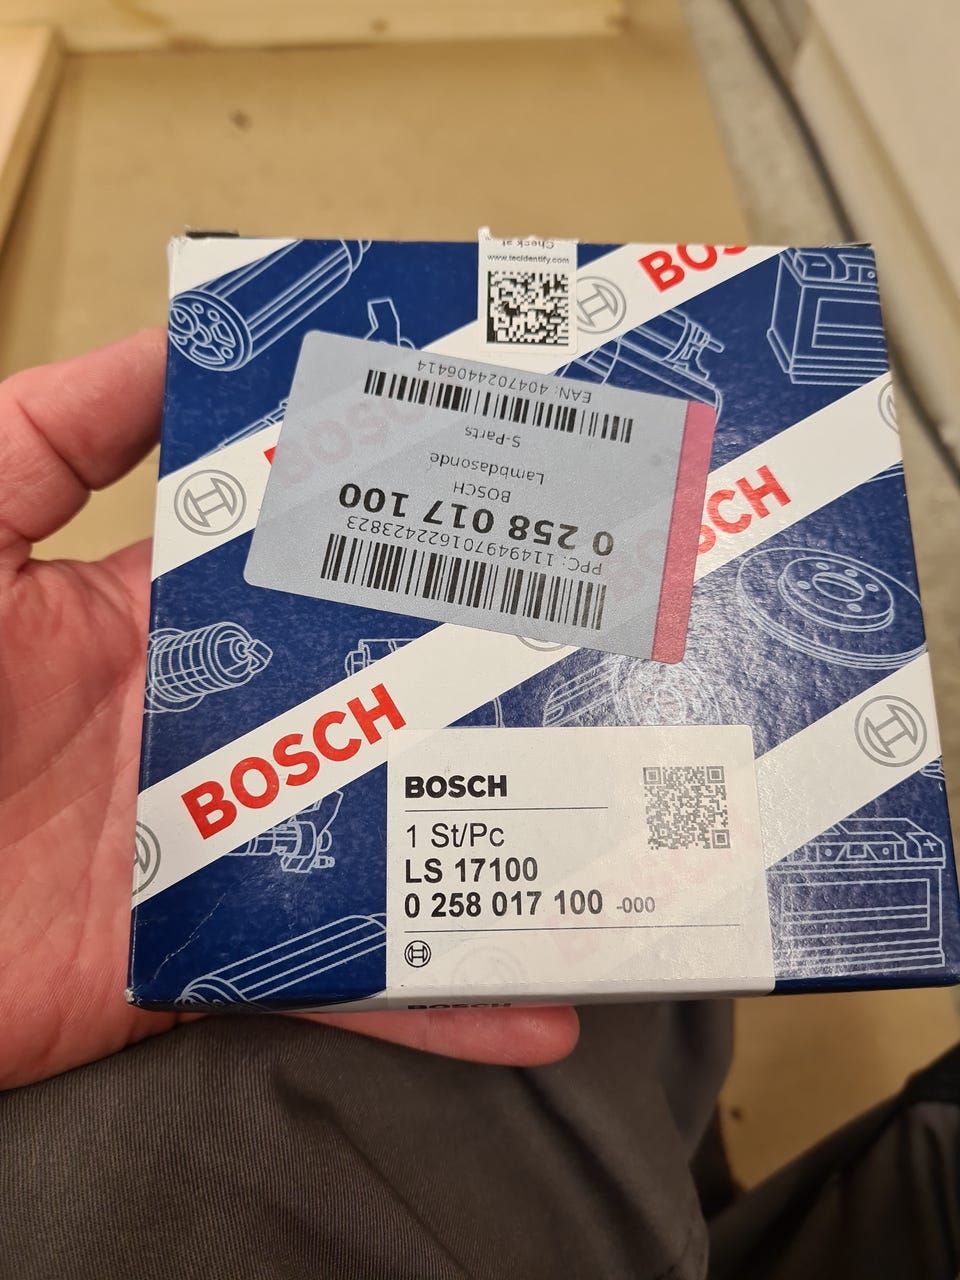 Check at
www.tecidentify.com
BOSCH
EAN: 4047024406414
S-Parts
Lambdasonde
BOSCH
0 258 017 100
PPC: 1149497016222423823
BOSCH
BOSCH
BOSCH
1 St/Pc
LS 17100
0 258 017 100 -000
BOSCH